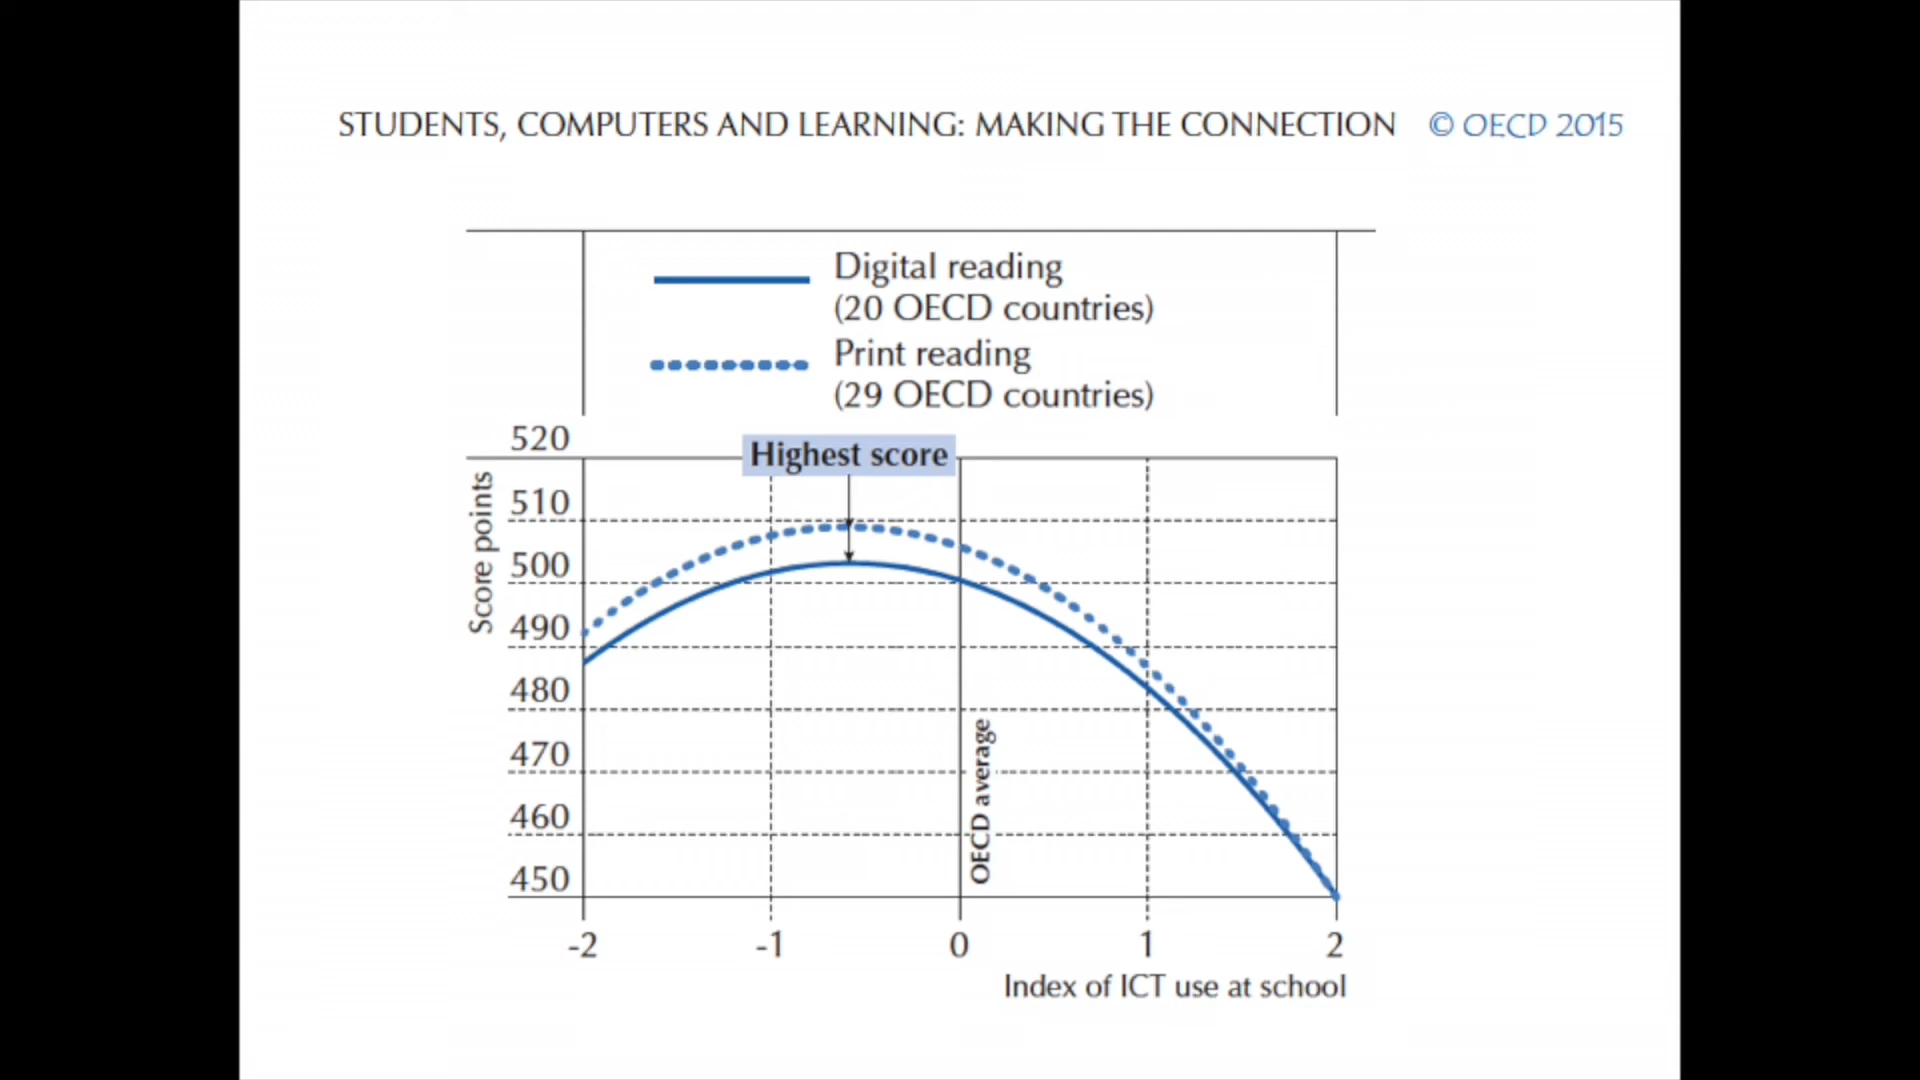 STUDENTS, COMPUTERS AND LEARNING: MAKING THE CONNECTION © OECD 2015
Digital reading
(20 OECD countries)
Print reading
(29 OECD countries)
Highest score
Score points
520
510
500
490
480
470
460
450
OECD average
-2 -1 0 1 2
Index of ICT use at school